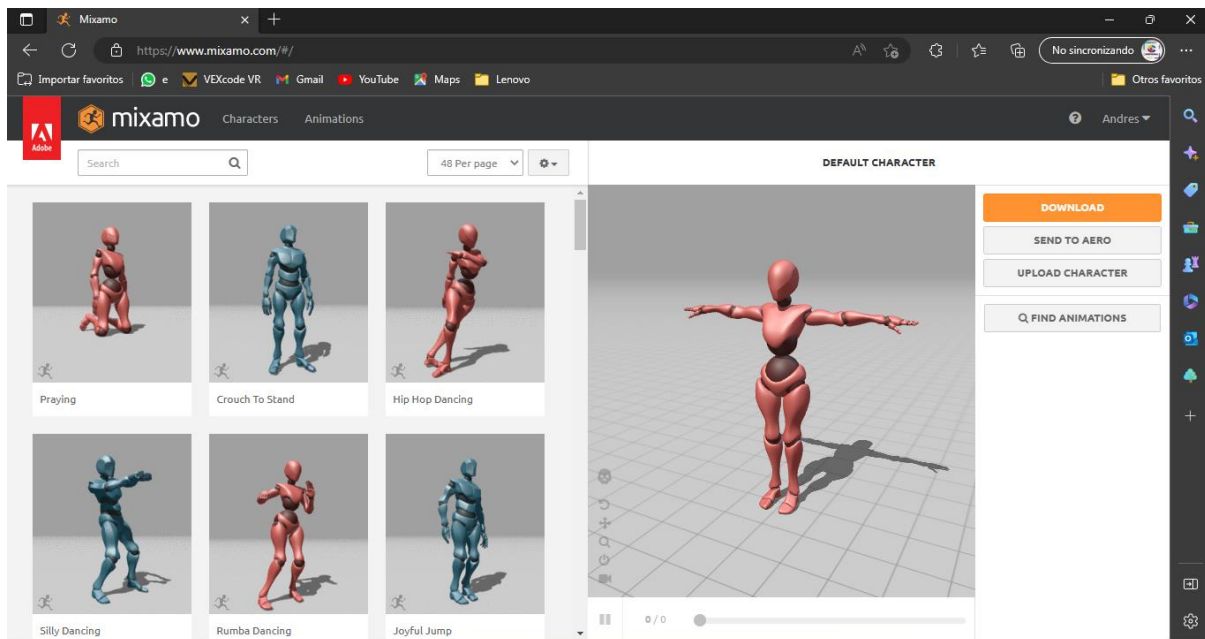 Mixamo
https://www.mixamo.com/#/
No sincronizando
Importar favoritos e VEXcode VR Gmail YouTube Maps Lenovo Otros favoritos
Adobe
mixamo Characters Animations Andres
Search 48 Per page DEFAULT CHARACTER
DOWNLOAD
SEND TO AERO
UPLOAD CHARACTER
FIND ANIMATIONS
Praying Crouch To Stand Hip Hop Dancing
Silly Dancing Rumba Dancing Joyful Jump
0 / 0